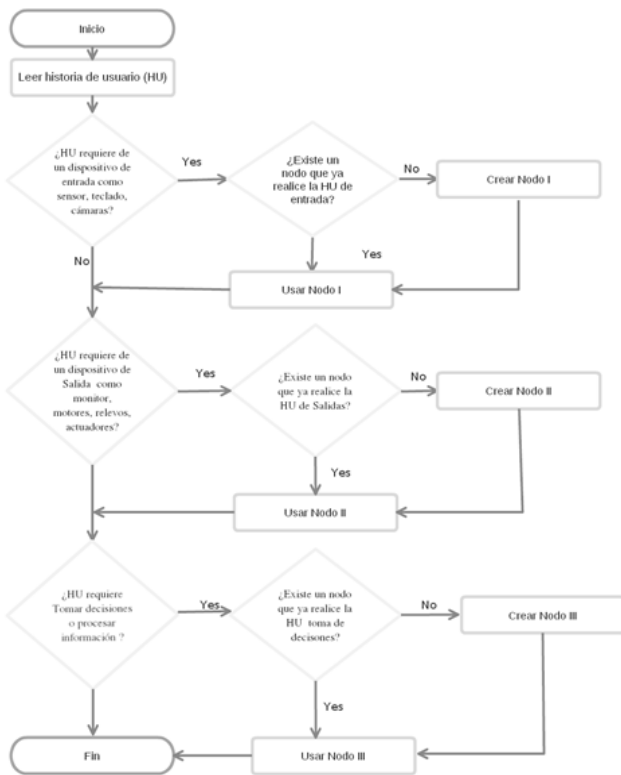 Inicio
Leer historia de usuario (HU)
¿HU requiere de
un dispositivo de
entrada como
sensor, teclado,
cámaras?
Yes
¿Existe un
nodo que ya
realice la HU de
entrada?
No
Crear Nodo I
No
Yes
Usar Nodo I
¿HU requiere de
un dispositivo de
Salida como
monitor,
motores, relevos,
actuadores?
Yes
¿Existe un nodo
que ya realice la
HU de Salidas?
No
Crear Nodo II
Yes
Usar Nodo II
¿HU requiere
Tomar decisiones
o procesar
información ?
Yes
¿Existe un nodo
que ya realice la
HU toma de
decisones?
No
Crear Nodo III
Yes
Fin
Usar Nodo III